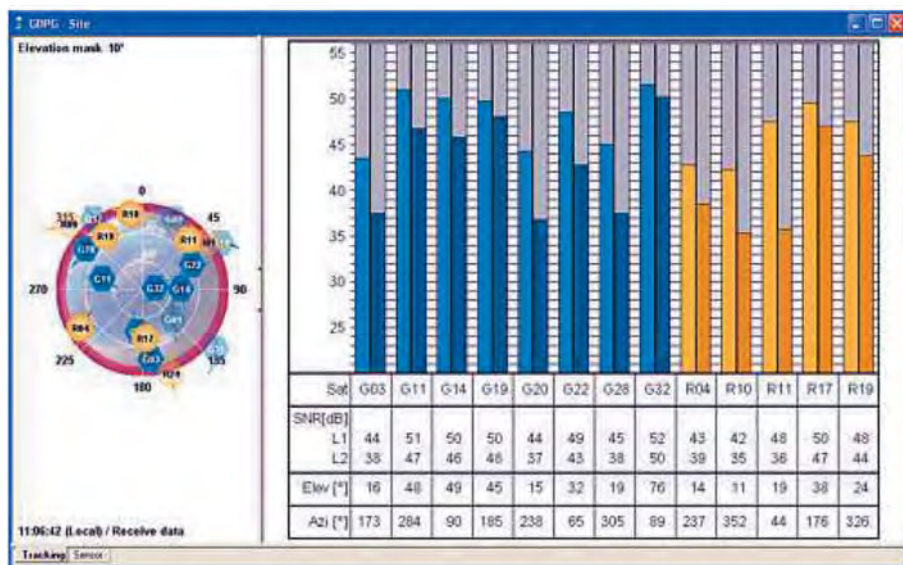 GDPG - Site
Elevation mask 10°
0
45
90
135
180
225
270
315
R10
R19
R11
G22
G28
G11
G32
G14
G01
R04
R17
G03
R24
R09
11:06:42 (Local) / Receive data
Tracking Sensor
55
50
45
40
35
30
25
Sat G03 G11 G14 G19 G20 G22 G28 G32 R04 R10 R11 R17 R19
SNR[dB]
L1 44 51 50 50 44 49 45 52 43 42 48 50 48
L2 38 47 46 48 37 43 38 50 39 35 36 47 44
Elev [°] 16 48 49 45 15 32 19 76 14 11 19 38 24
Azi [°] 173 284 90 185 238 65 305 89 237 352 44 176 326